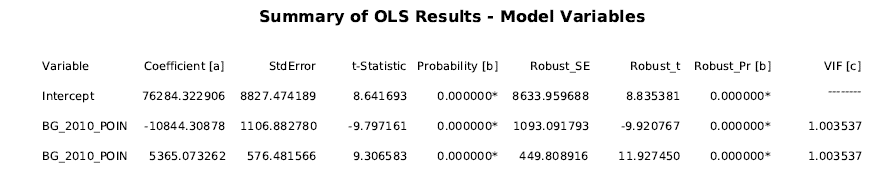 Summary of OLS Results - Model Variables
Variable Coefficient [a] StdError t-Statistic Probability [b] Robust_SE Robust_t Robust_Pr [b] VIF [c]
Intercept 76284.322906 8827.474189 8.641693 0.000000* 8633.959688 8.835381 0.000000* --------
BG_2010_POIN -10844.30878 1106.882780 -9.797161 0.000000* 1093.091793 -9.920767 0.000000* 1.003537
BG_2010_POIN 5365.073262 576.481566 9.306583 0.000000* 449.808916 11.927450 0.000000* 1.003537